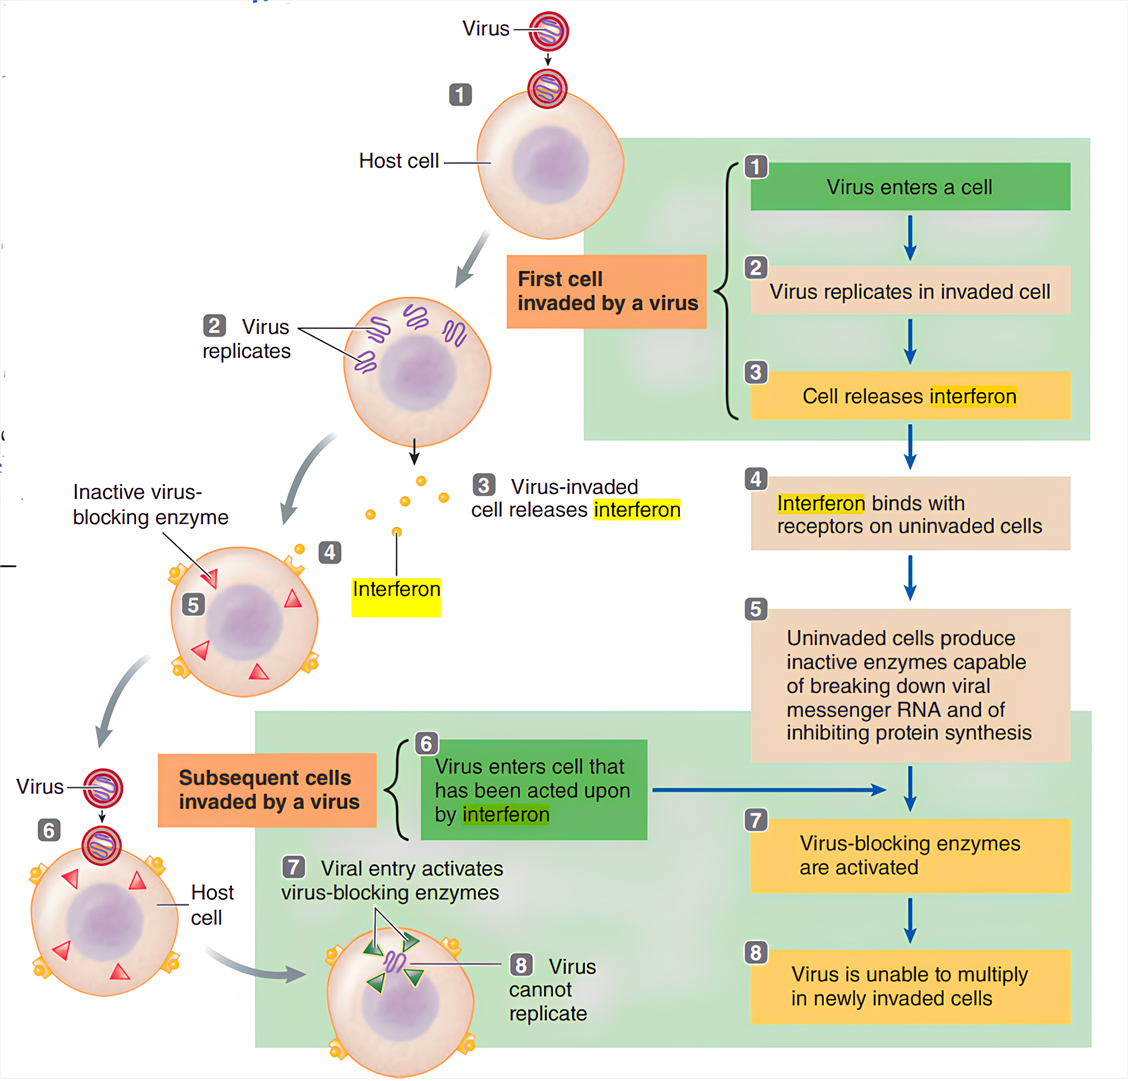 Virus
1
Host cell
1
Virus enters a cell
2
Virus replicates in invaded cell
3
Cell releases interferon
First cell
invaded by a virus
2 Virus
replicates
3 Virus-invaded
cell releases interferon
Interferon
Inactive virus-
blocking enzyme
4
5
4
Interferon binds with
receptors on uninvaded cells
5
Uninvaded cells produce
inactive enzymes capable
of breaking down viral
messenger RNA and of
inhibiting protein synthesis
Subsequent cells
invaded by a virus
6
Virus enters cell that
has been acted upon
by interferon
Virus
6
Host
cell
7 Viral entry activates
virus-blocking enzymes
8 Virus
cannot
replicate
7
Virus-blocking enzymes
are activated
8
Virus is unable to multiply
in newly invaded cells